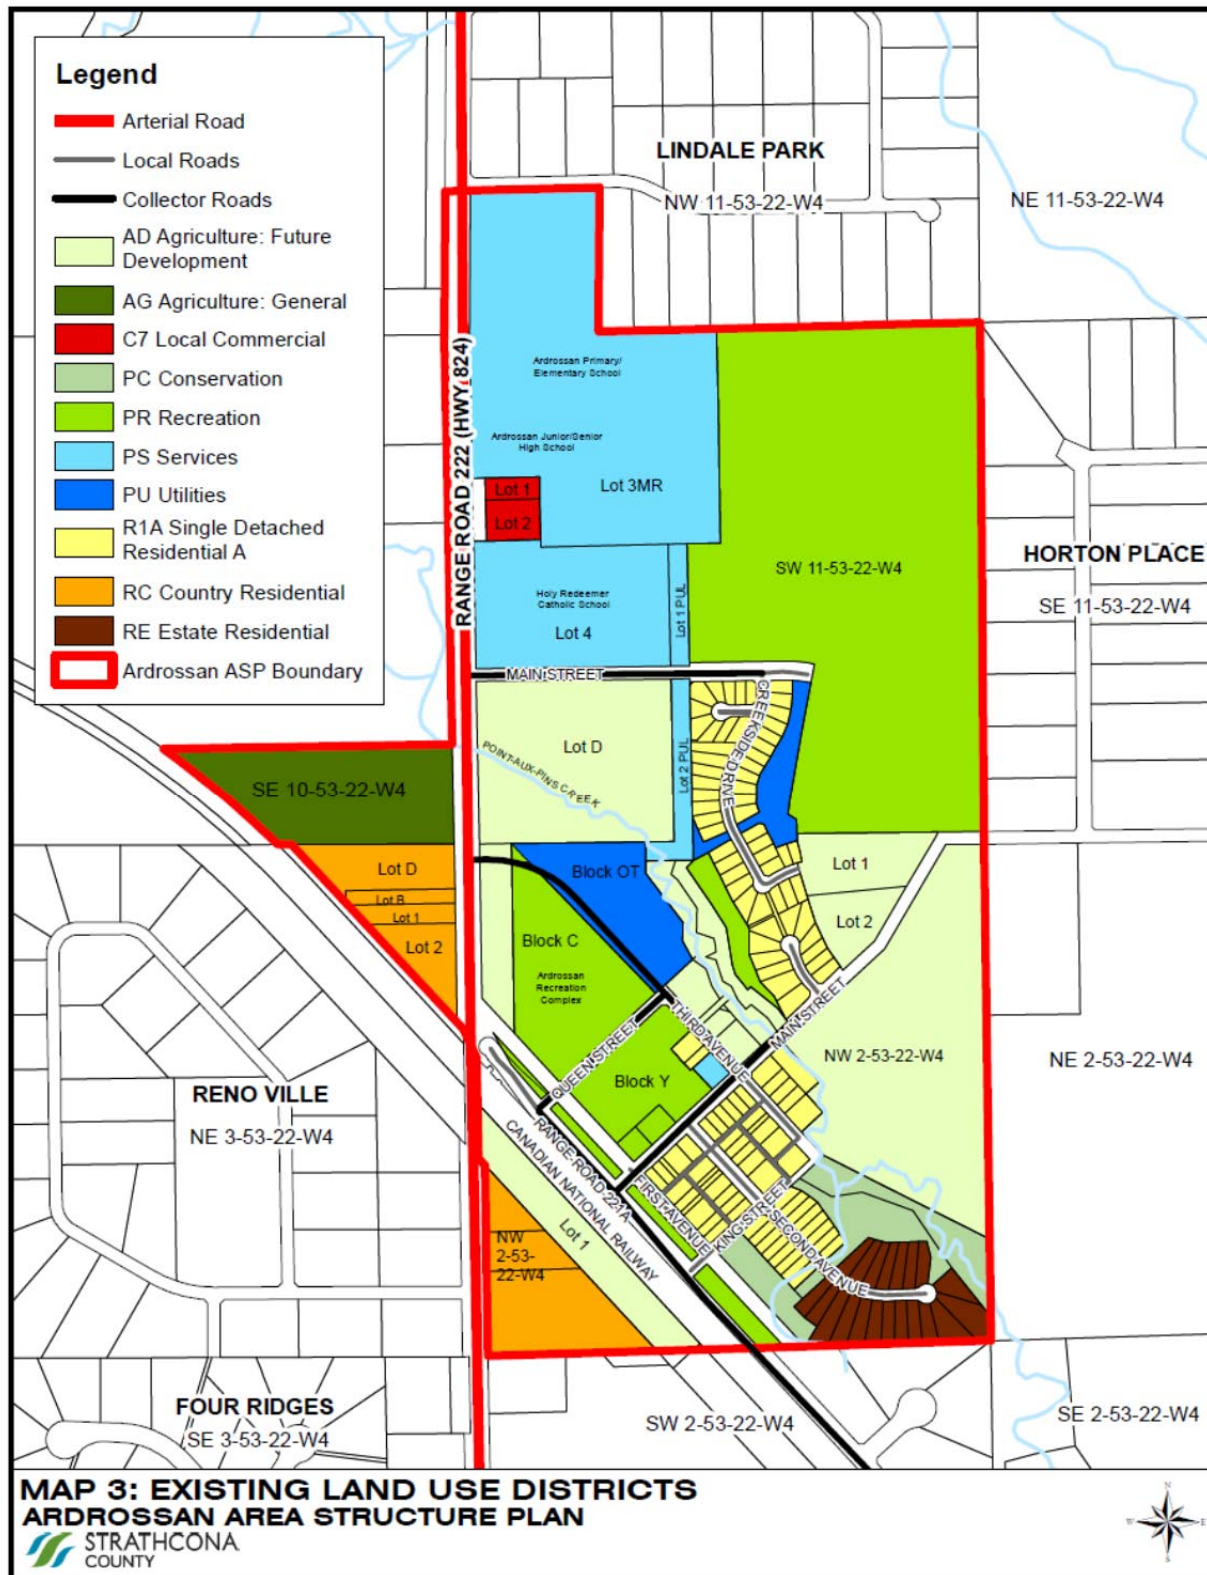 Legend
Arterial Road
Local Roads
Collector Roads
AD Agriculture: Future
Development
AG Agriculture: General
C7 Local Commercial
PC Conservation
PR Recreation
PS Services
PU Utilities
R1A Single Detached
Residential A
RC Country Residential
RE Estate Residential
Ardrossan ASP Boundary
LINDALE PARK
NW 11-53-22-W4
NE 11-53-22-W4
RANGE ROAD 222 (HWY 824)
Ardrossan Primary/
Elementary School
Ardrossan Junior/Senior
High School
Lot 3MR
Lot 1
Lot 2
SW 11-53-22-W4
HORTON PLACE
SE 11-53-22-W4
Holy Redeemer
Catholic School
Lot 4
Lot 1 PUL
MAIN STREET
CREEKSIDE DRIVE
Lot D
POINT-AUX-PINS CREEK
Lot 2 PUL
SE 10-53-22-W4
Lot D
Lot B
Lot 1
Lot 2
Block OT
Lot 1
Lot 2
Block C
Ardrossan
Recreation
Complex
QUEEN STREET
THIRD AVENUE
MAIN STREET
NW 2-53-22-W4
NE 2-53-22-W4
Block Y
RENO VILLE
NE 3-53-22-W4
RANGE-ROAD-221A
CANADIAN NATIONAL RAILWAY
FIRST AVENUE
KING STREET
SECOND AVENUE
Lot 1
NW
2-53-
22-W4
FOUR RIDGES
SE 3-53-22-W4
SW 2-53-22-W4
SE 2-53-22-W4
MAP 3: EXISTING LAND USE DISTRICTS
ARDROSSAN AREA STRUCTURE PLAN
STRATHCONA
COUNTY
N
W
E
S